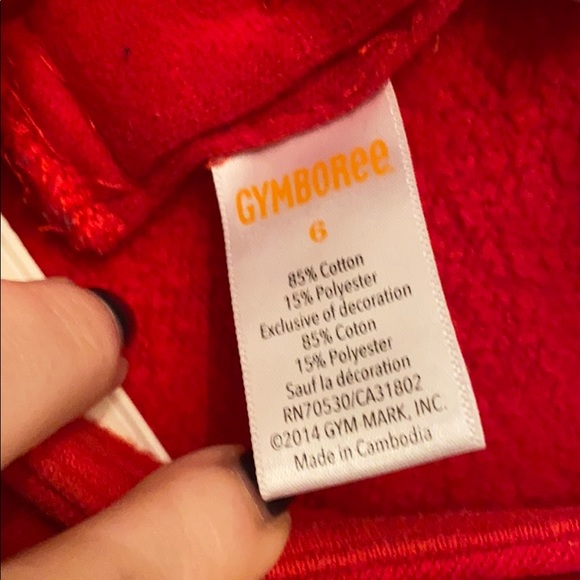 GYMBOREE
6
85% Cotton
15% Polyester
Exclusive of decoration
85% Coton
15% Polyester
Sauf la décoration
RN70530/CA31802
©2014 GYM MARK, INC.
Made in Cambodia